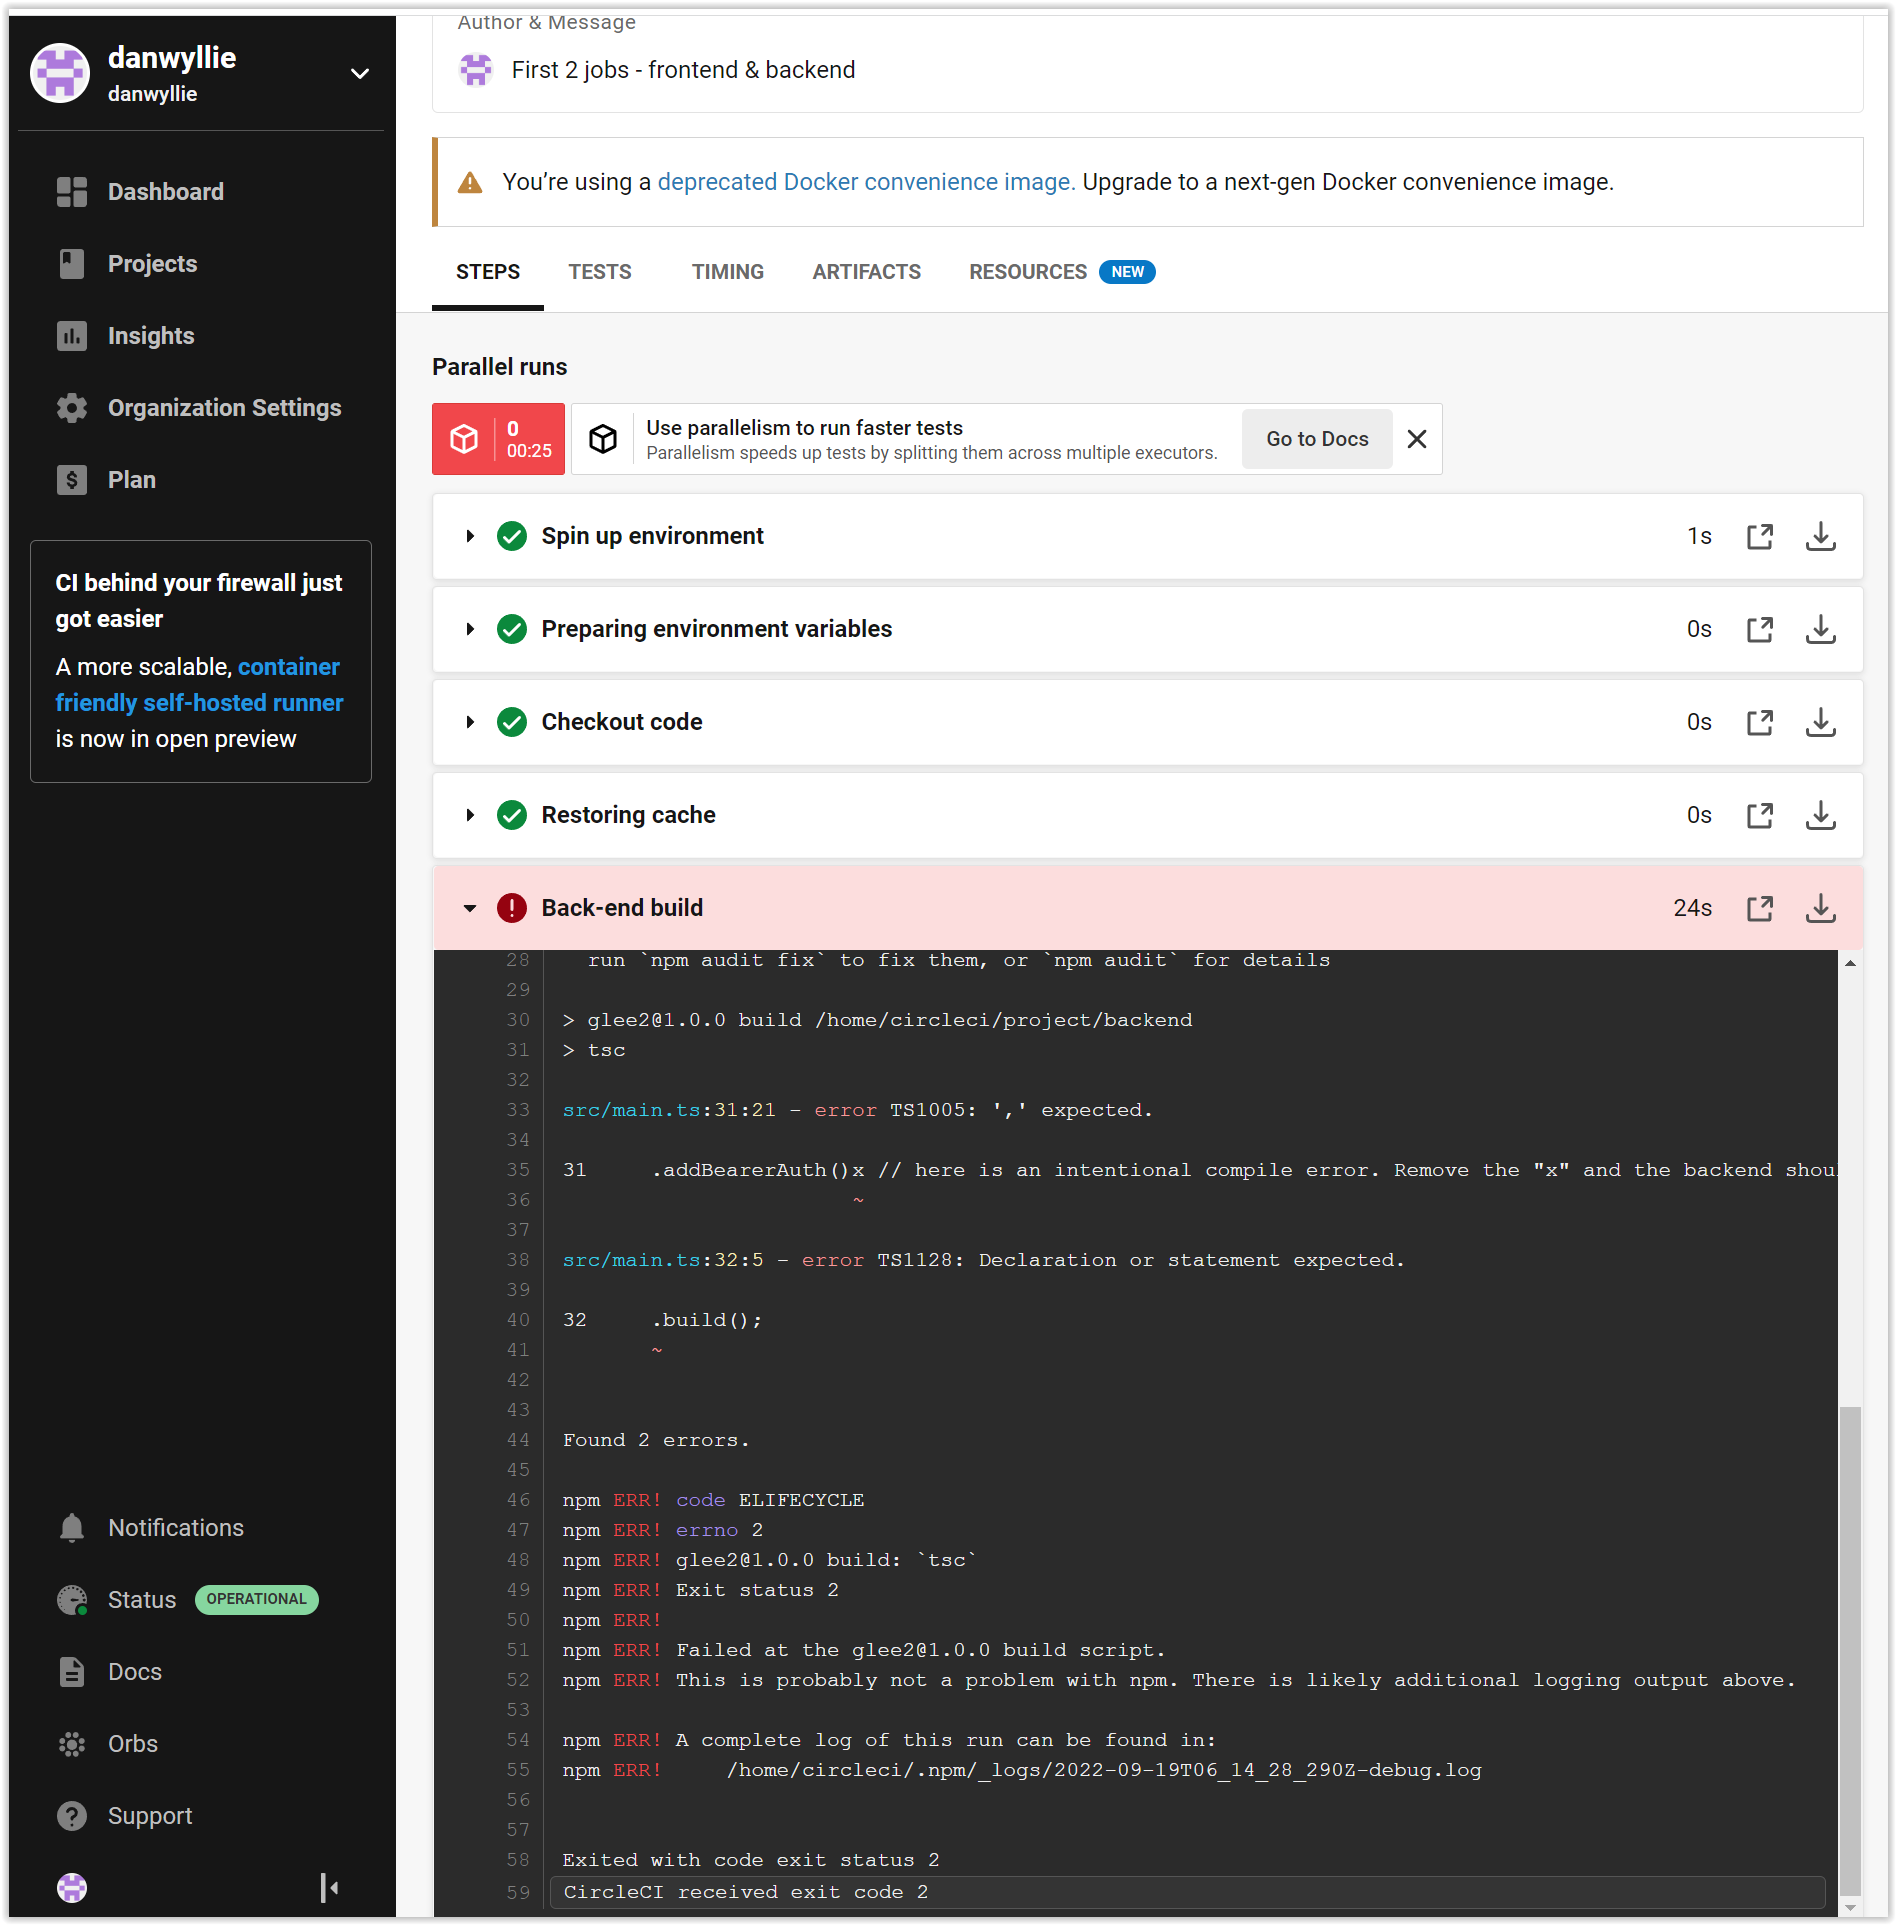 danwyllie
danwyllie
Dashboard
Projects
Insights
Organization Settings
Plan
CI behind your firewall just
got easier
A more scalable, container
friendly self-hosted runner
is now in open preview
Notifications
Status OPERATIONAL
Docs
Orbs
Support
Author & Message
First 2 jobs - frontend & backend
You’re using a deprecated Docker convenience image. Upgrade to a next-gen Docker convenience image.
STEPS TESTS TIMING ARTIFACTS RESOURCES NEW
Parallel runs
0
00:25
Use parallelism to run faster tests
Parallelism speeds up tests by splitting them across multiple executors.
Go to Docs
Spin up environment 1s
Preparing environment variables 0s
Checkout code 0s
Restoring cache 0s
Back-end build 24s
28 run `npm audit fix` to fix them, or `npm audit` for details
29
30 > glee2@1.0.0 build /home/circleci/project/backend
31 > tsc
32
33 src/main.ts:31:21 - error TS1005: ',' expected.
34
35 31 .addBearerAuth()x // here is an intentional compile error. Remove the "x" and the backend shou
36 ~
37
38 src/main.ts:32:5 - error TS1128: Declaration or statement expected.
39
40 32 .build();
41 ~
42
43
44 Found 2 errors.
45
46 npm ERR! code ELIFECYCLE
47 npm ERR! errno 2
48 npm ERR! glee2@1.0.0 build: `tsc`
49 npm ERR! Exit status 2
50 npm ERR!
51 npm ERR! Failed at the glee2@1.0.0 build script.
52 npm ERR! This is probably not a problem with npm. There is likely additional logging output above.
53
54 npm ERR! A complete log of this run can be found in:
55 npm ERR! /home/circleci/.npm/_logs/2022-09-19T06_14_28_290Z-debug.log
56
57
58 Exited with code exit status 2
59 CircleCI received exit code 2